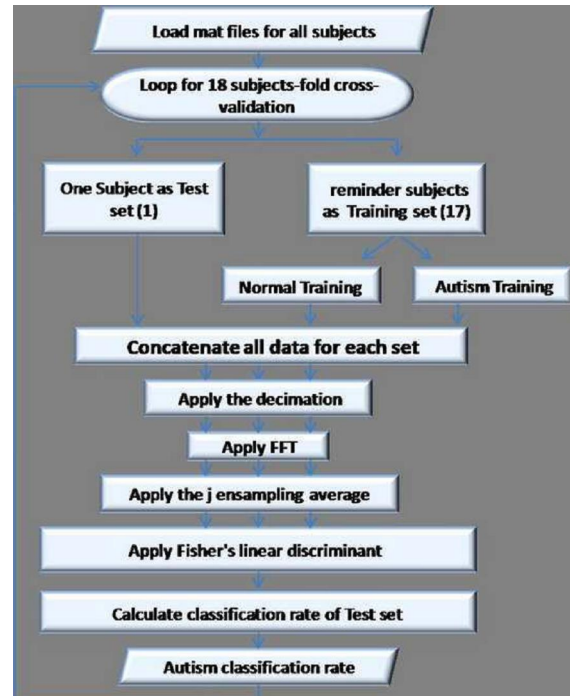 Load mat files for all subjects
Loop for 18 subjects-fold cross-
validation
One Subject as Test
set (1)
reminder subjects
as Training set (17)
Normal Training
Autism Training
Concatenate all data for each set
Apply the decimation
Apply FFT
Apply the j ensampling average
Apply Fisher's linear discriminant
Calculate classification rate of Test set
Autism classification rate